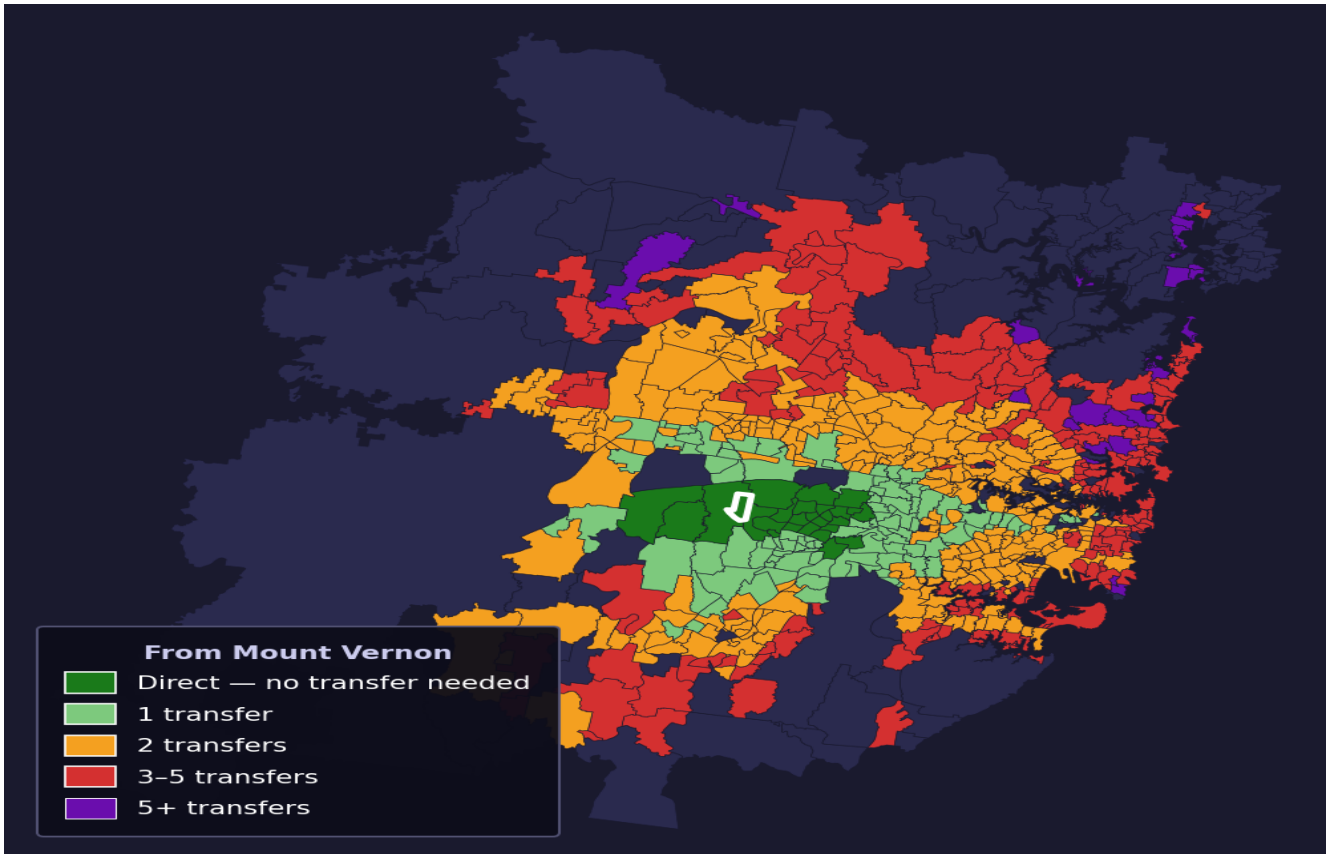 From Mount Vernon
Direct — no transfer needed
1 transfer
2 transfers
3–5 transfers
5+ transfers